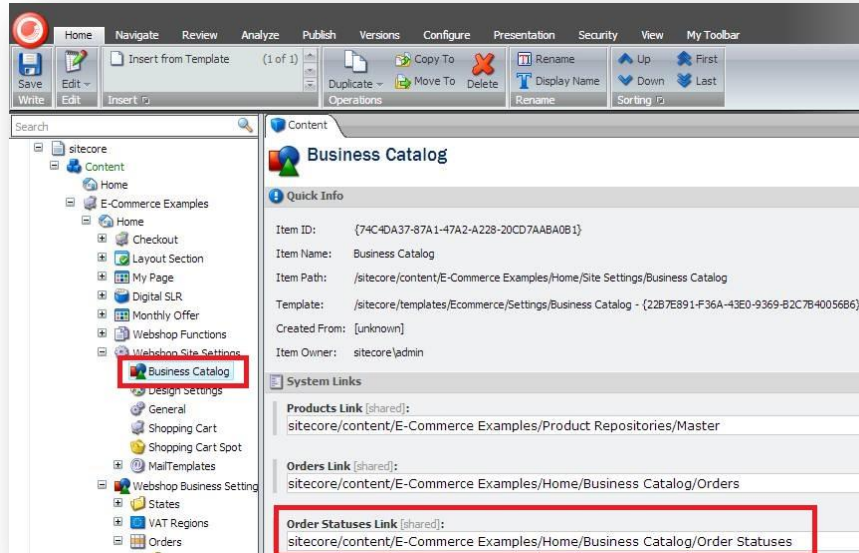 Home Navigate Review Analyze Publish Versions Configure Presentation Security View My Toolbar
Insert from Template (1 of 1) Copy To Rename Up First
Save Edit Duplicate Move To Delete Display Name Down Last
Write Edit Insert Operations Rename Sorting
Search
sitecore
Content
Home
E-Commerce Examples
Home
Checkout
Layout Section
My Page
Digital SLR
Monthly Offer
Webshop Functions
Webshop Site Settings
Business Catalog
Design Settings
General
Shopping Cart
Shopping Cart Spot
MailTemplates
Webshop Business Setting
States
VAT Regions
Orders
Content
Business Catalog
Quick Info
Item ID: {74C4DA37-87A1-47A2-A228-20CD7AABA0B1}
Item Name: Business Catalog
Item Path: /sitecore/content/E-Commerce Examples/Home/Site Settings/Business Catalog
Template: /sitecore/templates/Ecommerce/Settings/Business Catalog - {22B7E891-F36A-43E0-9369-B2C7B40056B6}
Created From: [unknown]
Item Owner: sitecore\admin
System Links
Products Link [shared]:
sitecore/content/E-Commerce Examples/Product Repositories/Master
Orders Link [shared]:
sitecore/content/E-Commerce Examples/Home/Business Catalog/Orders
Order Statuses Link [shared]:
sitecore/content/E-Commerce Examples/Home/Business Catalog/Order Statuses